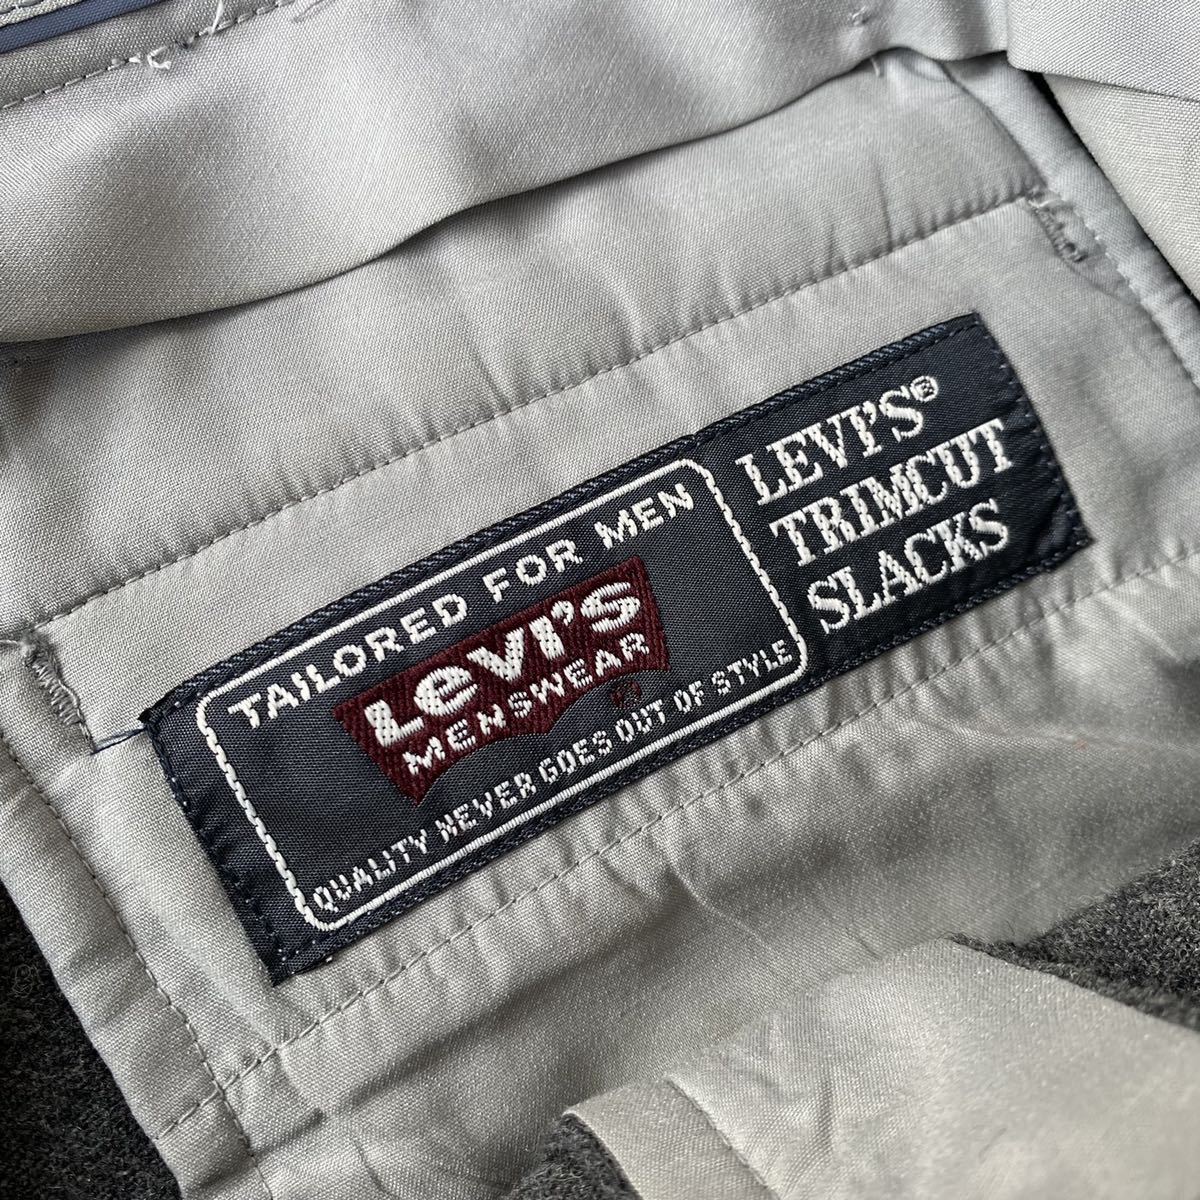 TAILORED FOR MEN
LEVI'S
MENSWEAR
®
QUALITY NEVER GOES OUT OF STYLE
LEVI'S®
TRIMCUT
SLACKS